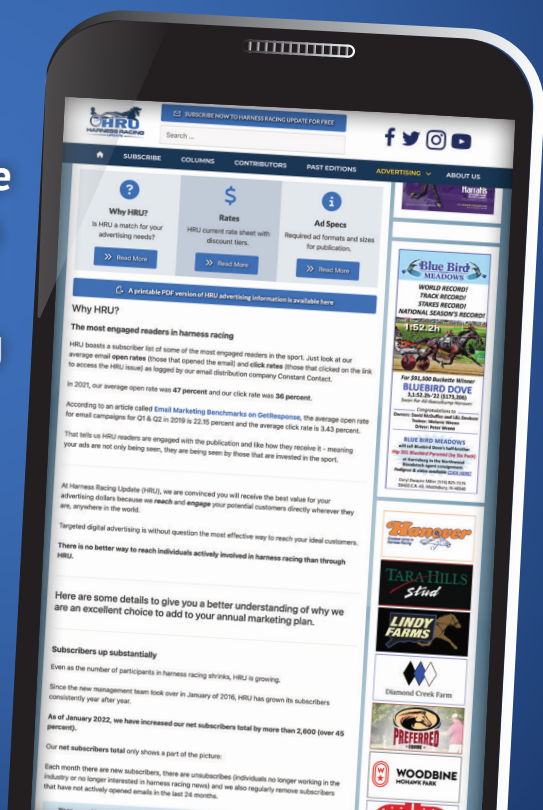 HRU
HARNESS RACING
UPDATE
SUBSCRIBE NOW TO HARNESS RACING UPDATE FOR FREE
Search ...
SUBSCRIBE
COLUMNS
CONTRIBUTORS
PAST EDITIONS
ADVERTISING
ABOUT US
e
Why HRU?
Is HRU a match for your
advertising needs?
Read More
$
Rates
HRU current rate sheet with
discount tiers.
Read More
Ad Specs
Required ad formats and sizes
for publication.
Read More
A printable PDF version of HRU advertising information is available here
Why HRU?
The most engaged readers in harness racing
HRU boasts a subscriber list of some of the most engaged readers in the sport. Just look at our
average email open rates (those that opened the email) and click rates (those that clicked on the link
to access the HRU issue) as logged by our email distribution company Constant Contact.
In 2021, our average open rate was 47 percent and our click rate was 36 percent.
According to an article called Email Marketing Benchmarks on GetResponse, the average open rate
for email campaigns for Q1 & Q2 in 2019 is 22.15 percent and the average click rate is 3.43 percent.
That tells us HRU readers are engaged with the publication and like how they receive it - meaning
your ads are not only being seen, they are being seen by those that are invested in the sport.
At Harness Racing Update (HRU), we are convinced you will receive the best value for your
advertising dollars because we reach and engage your potential customers directly wherever they
are, anywhere in the world.
Targeted digital advertising is without question the most effective way to reach your ideal customers.
There is no better way to reach individuals actively involved in harness racing than through
HRU.
Here are some details to give you a better understanding of why we
are an excellent choice to add to your annual marketing plan.
Subscribers up substantially
Even as the number of participants in harness racing shrinks, HRU is growing.
Since the new management team took over in January of 2016, HRU has grown its subscribers
consistently year after year.
As of January 2022, we have increased our net subscribers total by more than 2,600 (over 45
percent).
Our net subscribers total only shows a part of the picture:
Each month there are new subscribers, there are unsubscribes (individuals no longer working in the
industry or no longer interested in harness racing news) and we also regularly remove subscribers
that have not actively opened emails in the last 24 months.
Harrah's
Blue Bird
MEADOWS
WORLD RECORD!
TRACK RECORD!
STAKES RECORD!
NATIONAL SEASON'S RECORD!
1:52.2h
For $91,500 Buckette Winner
BLUEBIRD DOVE
3,1:52.2h-'22 ($173,306)
Congratulations to
BLUE BIRD MEADOWS
Hanover
TARA HILLS
Stud
LINDY
FARMS
Diamond Creek Farm
PREFERRED
EQUINE
WOODBINE
MOHAWK PARK